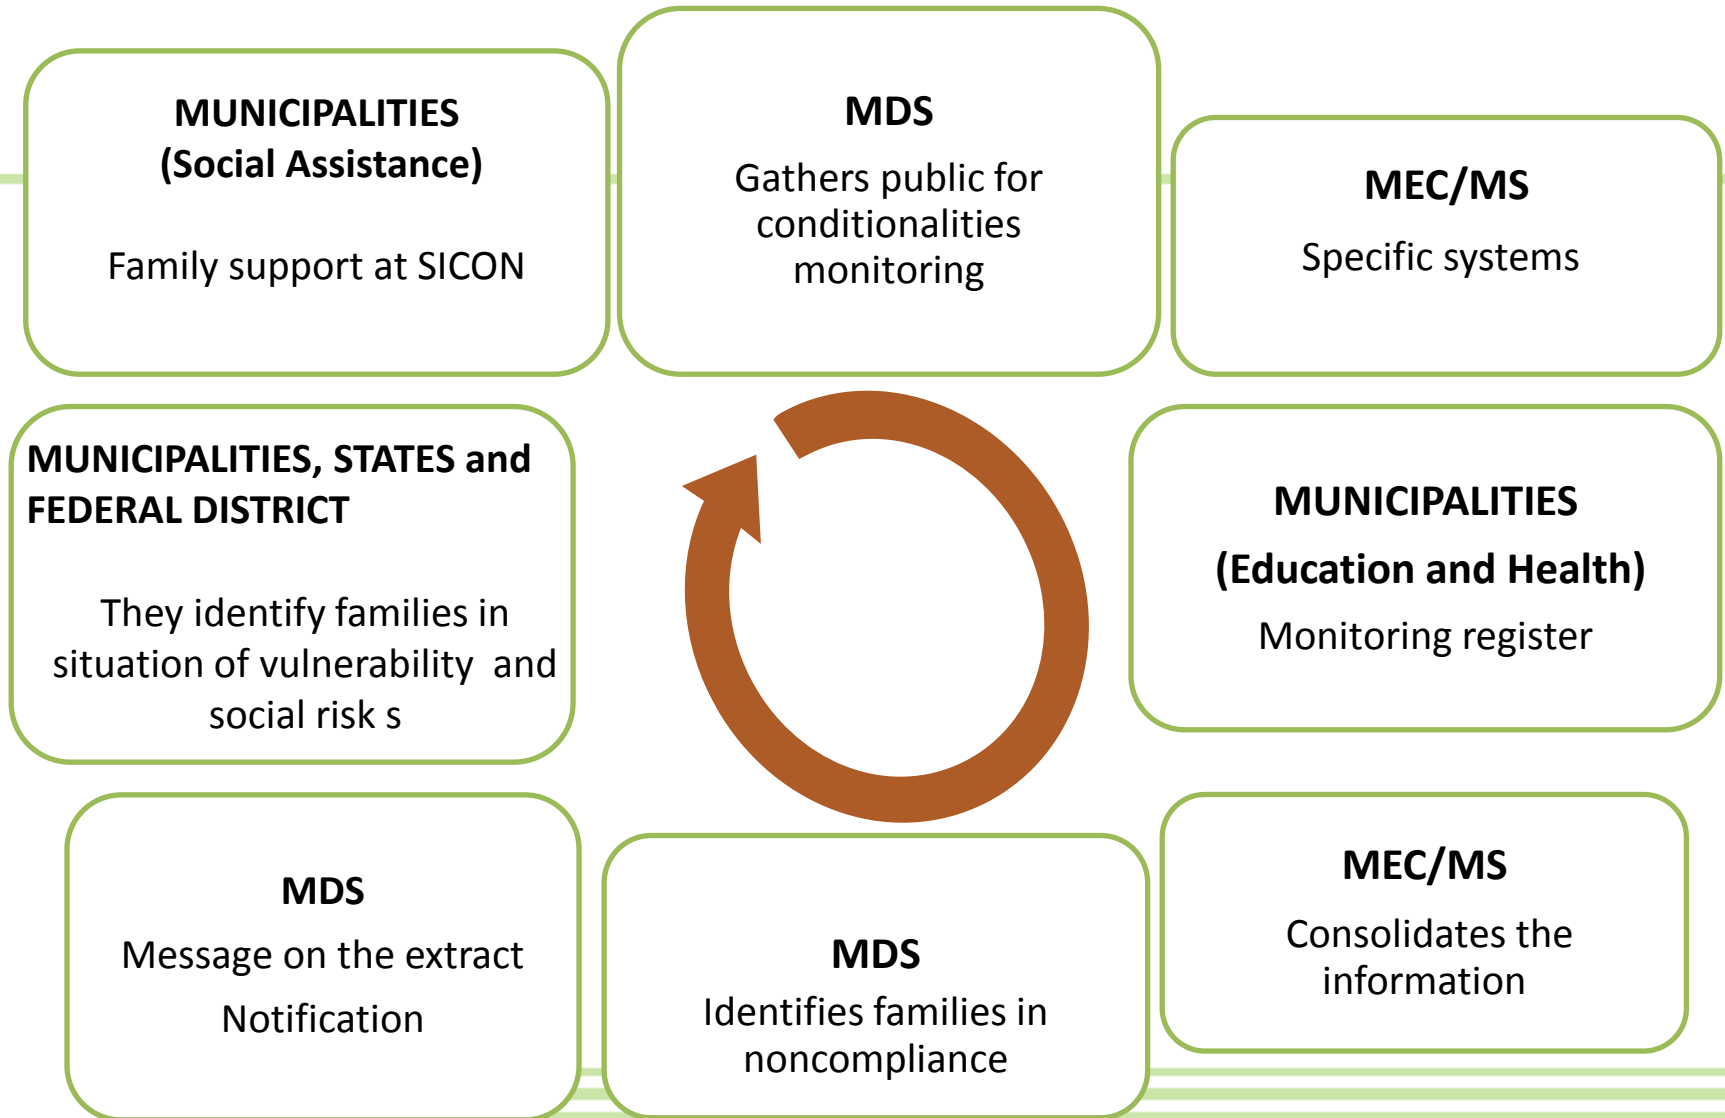 MUNICIPALITIES
(Social Assistance)
Family support at SICON
MDS
Gathers public for
conditionalities
monitoring
MEC/MS
Specific systems
MUNICIPALITIES, STATES and
FEDERAL DISTRICT
They identify families in
situation of vulnerability  and
social risk s
MUNICIPALITIES
(Education and Health)
Monitoring register
MDS
Message on the extract
Notification
MDS
Identifies families in
noncompliance
MEC/MS
Consolidates the
information